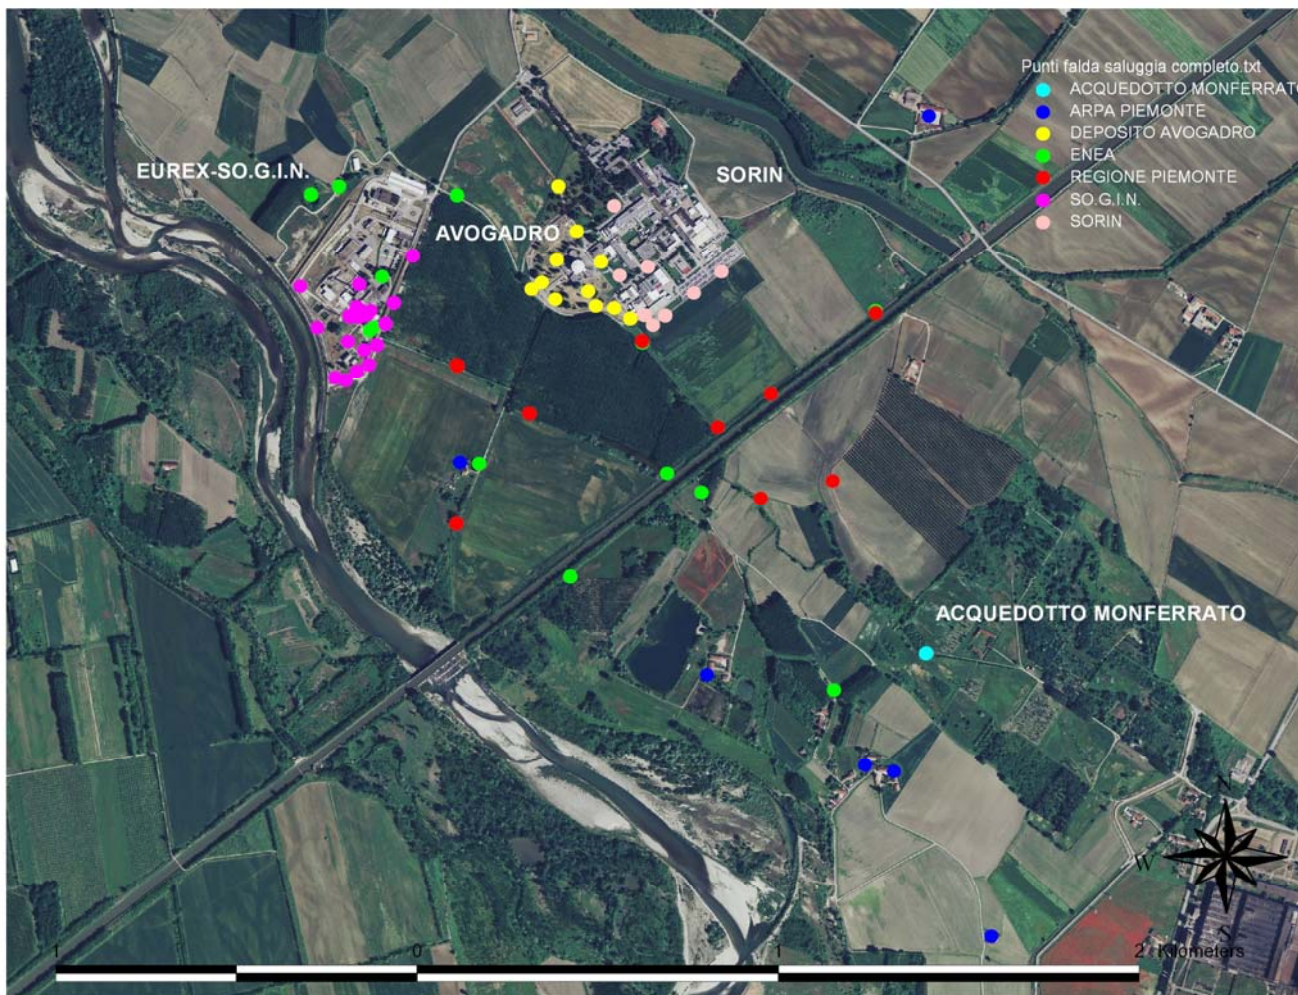 Punti falda saluggia completo.txt
ACQUEDOTTO MONFERRATO
ARPA PIEMONTE
DEPOSITO AVOGADRO
ENEA
REGIONE PIEMONTE
SO.G.I.N.
SORIN
EUREX-SO.G.I.N.
SORIN
AVOGADRO
ACQUEDOTTO MONFERRATO
N
W
S
1 0 1 2 Kilometers